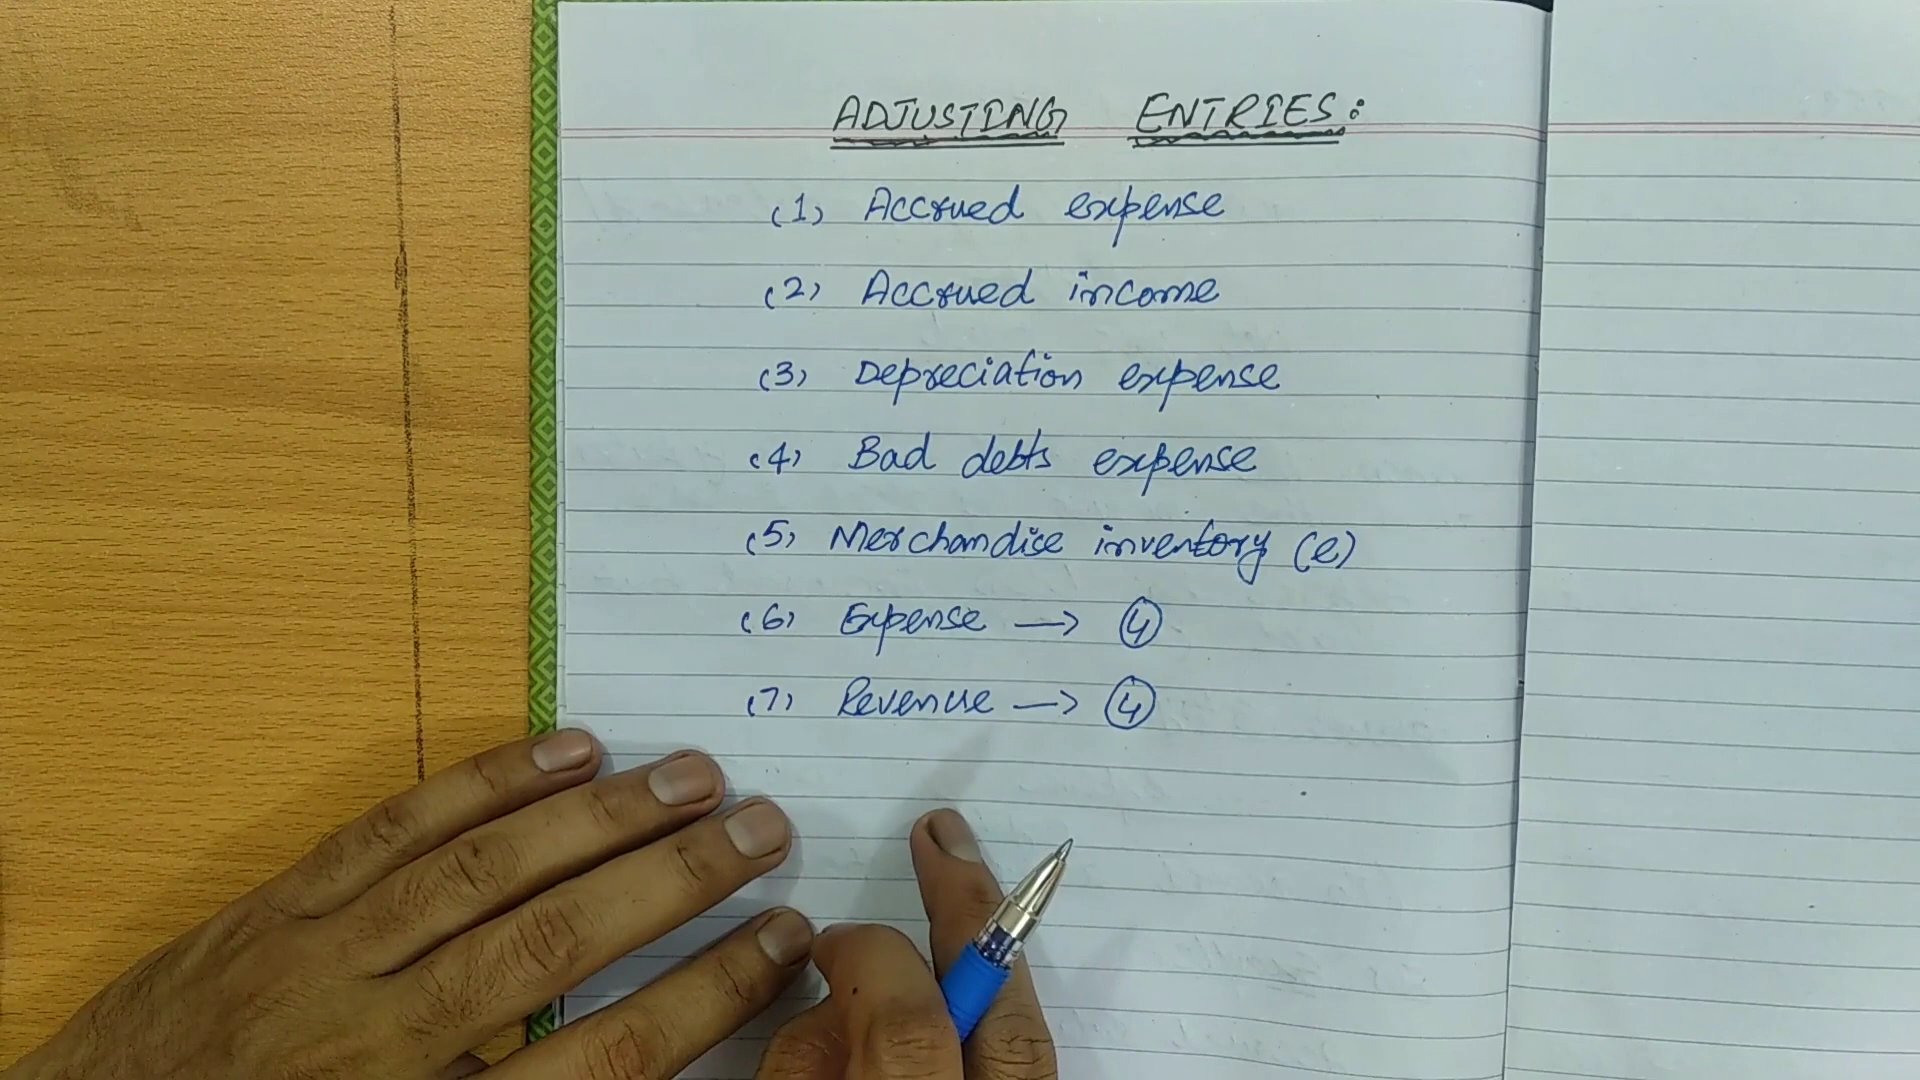 ADJUSTING ENTRIES:
(1) Accrued expense
(2) Accrued income
(3) Depreciation expense
(4) Bad debts expense
(5) Merchandise inventory (e)
(6) Expense → 4
(7) Revenue → 4